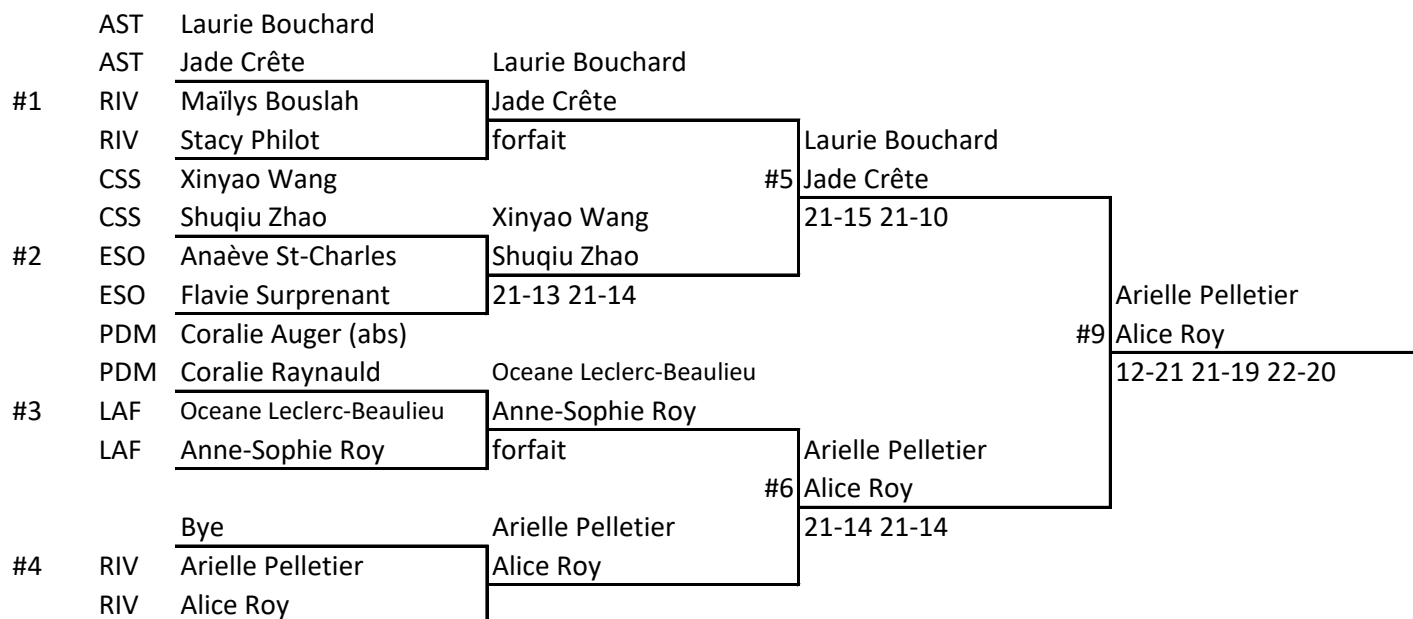 AST Laurie Bouchard
AST Jade Crête Laurie Bouchard
#1 RIV Maïlys Bouslah Jade Crête
RIV Stacy Philot forfait Laurie Bouchard
CSS Xinyao Wang #5 Jade Crête
CSS Shuqiu Zhao Xinyao Wang 21-15 21-10
#2 ESO Anaève St-Charles Shuqiu Zhao
ESO Flavie Surprenant 21-13 21-14 Arielle Pelletier
PDM Coralie Auger (abs) #9 Alice Roy
PDM Coralie Raynauld Oceane Leclerc-Beaulieu 12-21 21-19 22-20
#3 LAF Oceane Leclerc-Beaulieu Anne-Sophie Roy
LAF Anne-Sophie Roy forfait Arielle Pelletier
#6 Alice Roy
Bye Arielle Pelletier 21-14 21-14
#4 RIV Arielle Pelletier Alice Roy
RIV Alice Roy